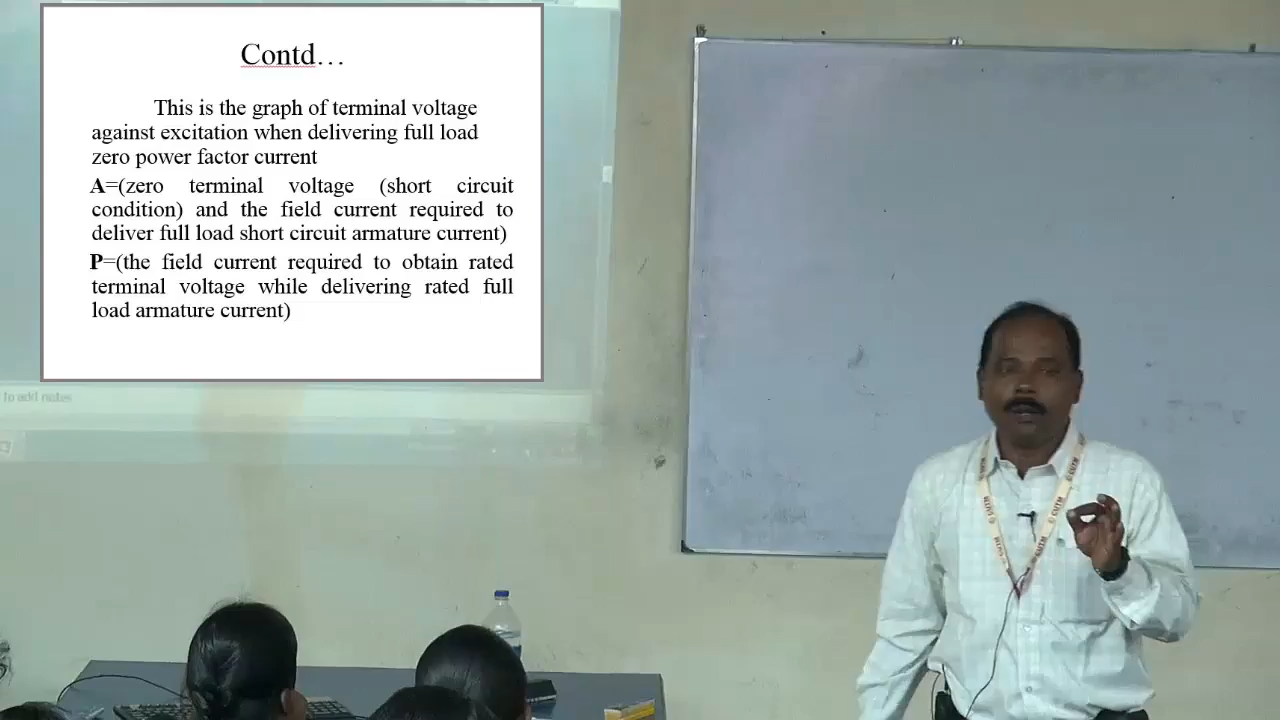 Contd…
This is the graph of terminal voltage
against excitation when delivering full load
zero power factor current
A=(zero terminal voltage (short circuit
condition) and the field current required to
deliver full load short circuit armature current)
P=(the field current required to obtain rated
terminal voltage while delivering rated full
load armature current)
to add notes